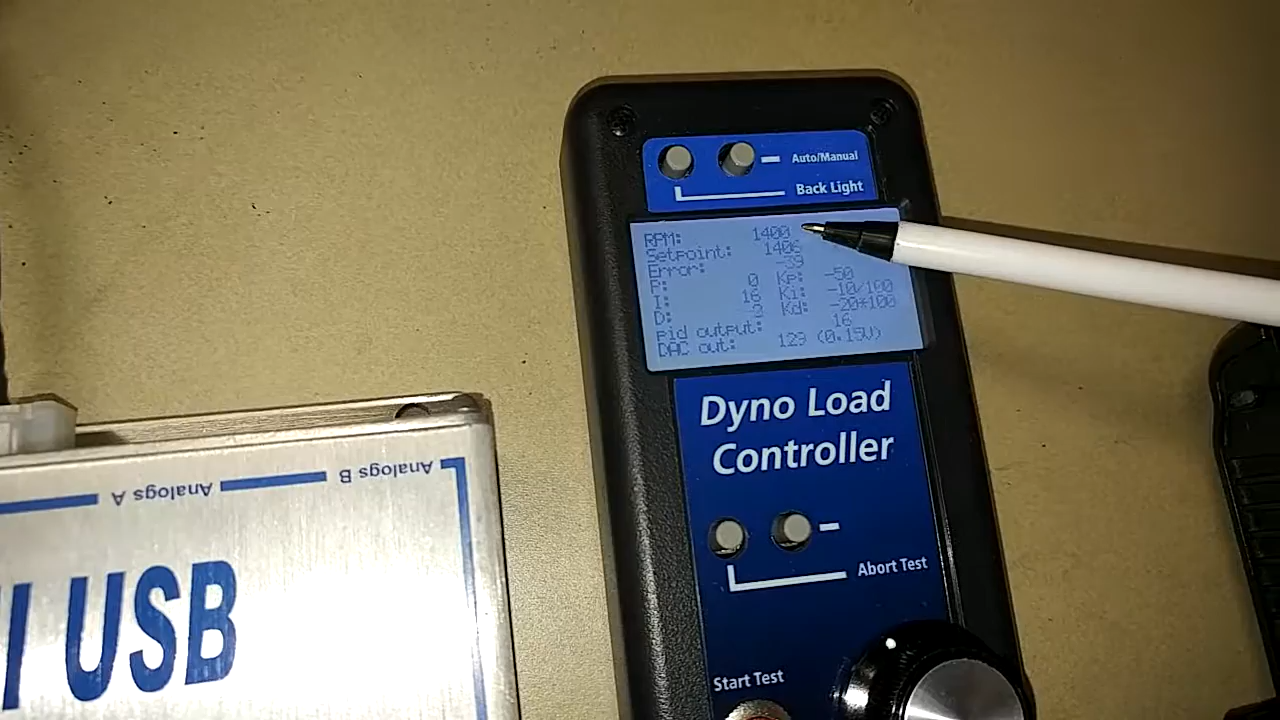 Auto/Manual
Back Light
RPM: 1400
Setpoint: 1406
Error: -39
P: 0 Kp: -50
I: 16 Ki: -10/100
D: Kd: -20*100
pid output: 16
DAC out: 123 (0.15V)
Dyno Load
Controller
Abort Test
Start Test
Analogs A
Analogs B
USB